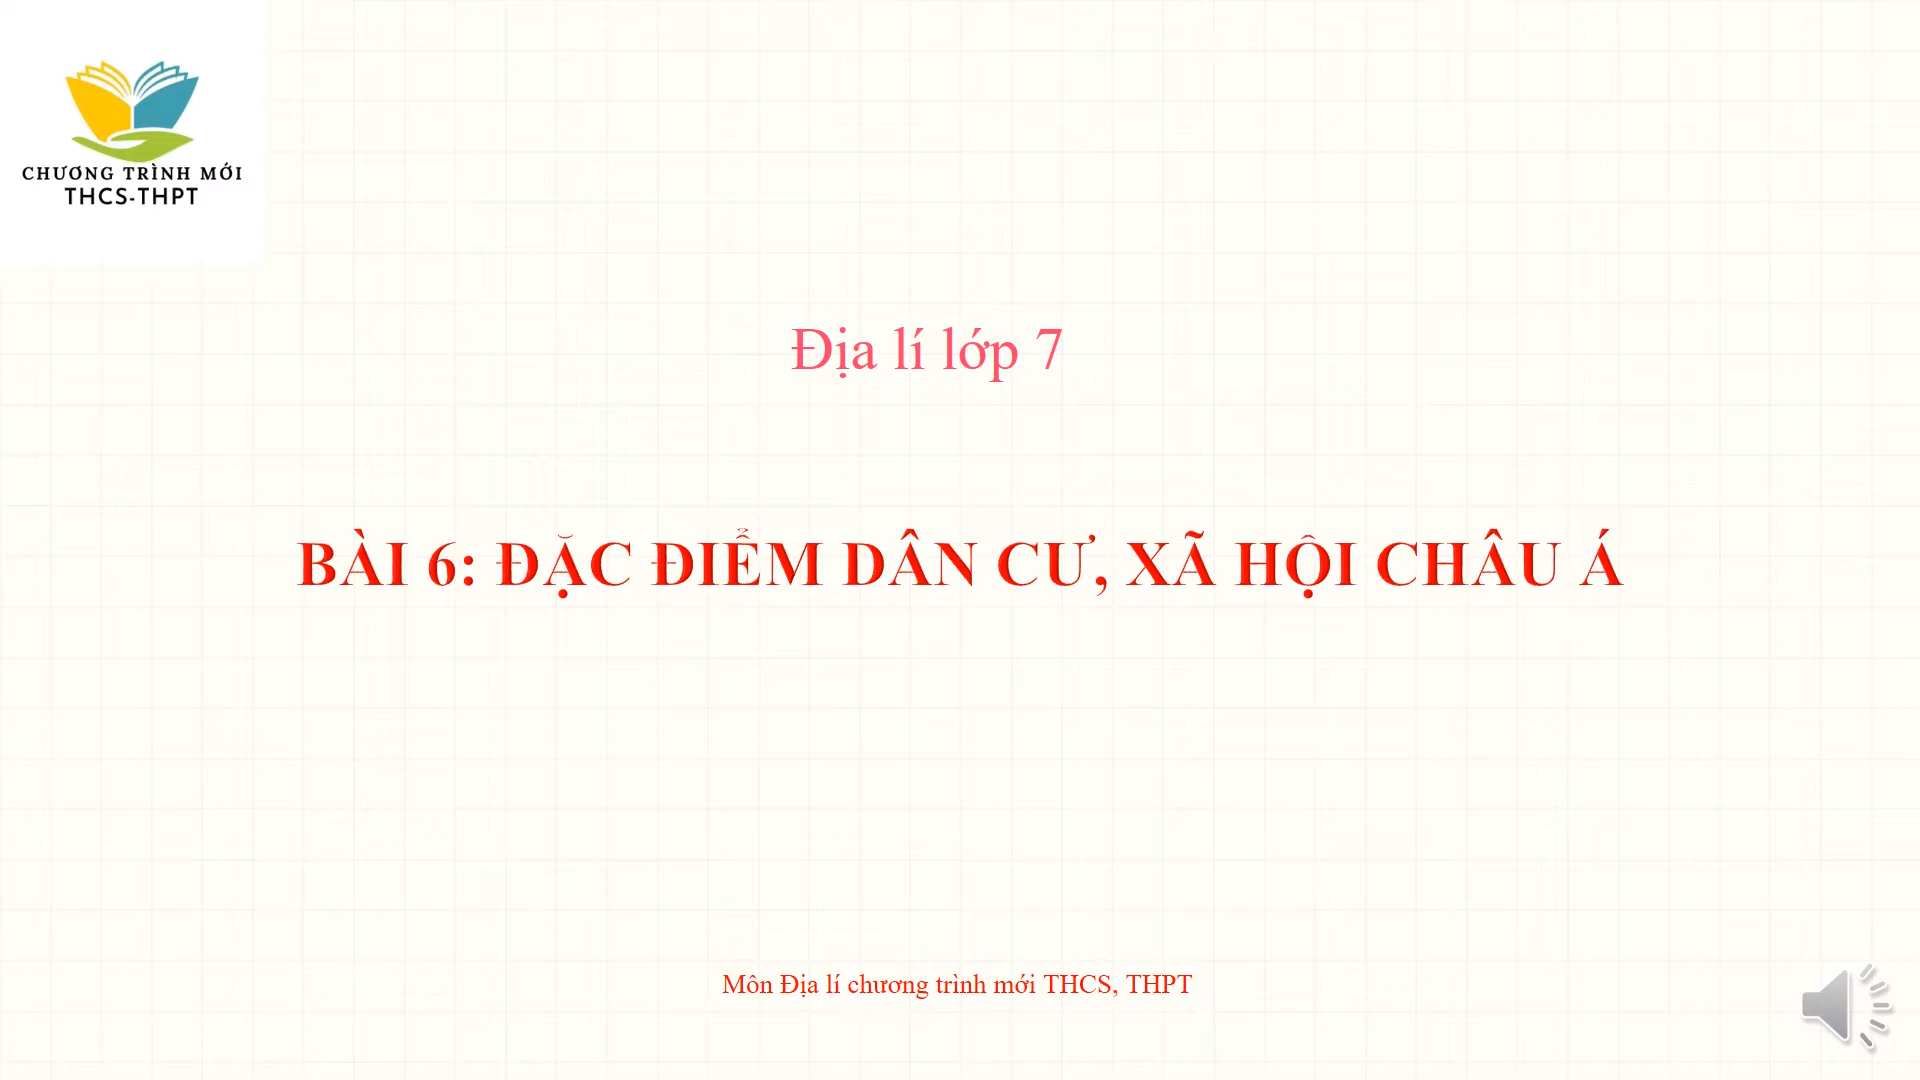 CHƯƠNG TRÌNH MỚI
THCS-THPT
Địa lí lớp 7
BÀI 6: ĐẶC ĐIỂM DÂN CƯ, XÃ HỘI CHÂU Á
Môn Địa lí chương trình mới THCS, THPT